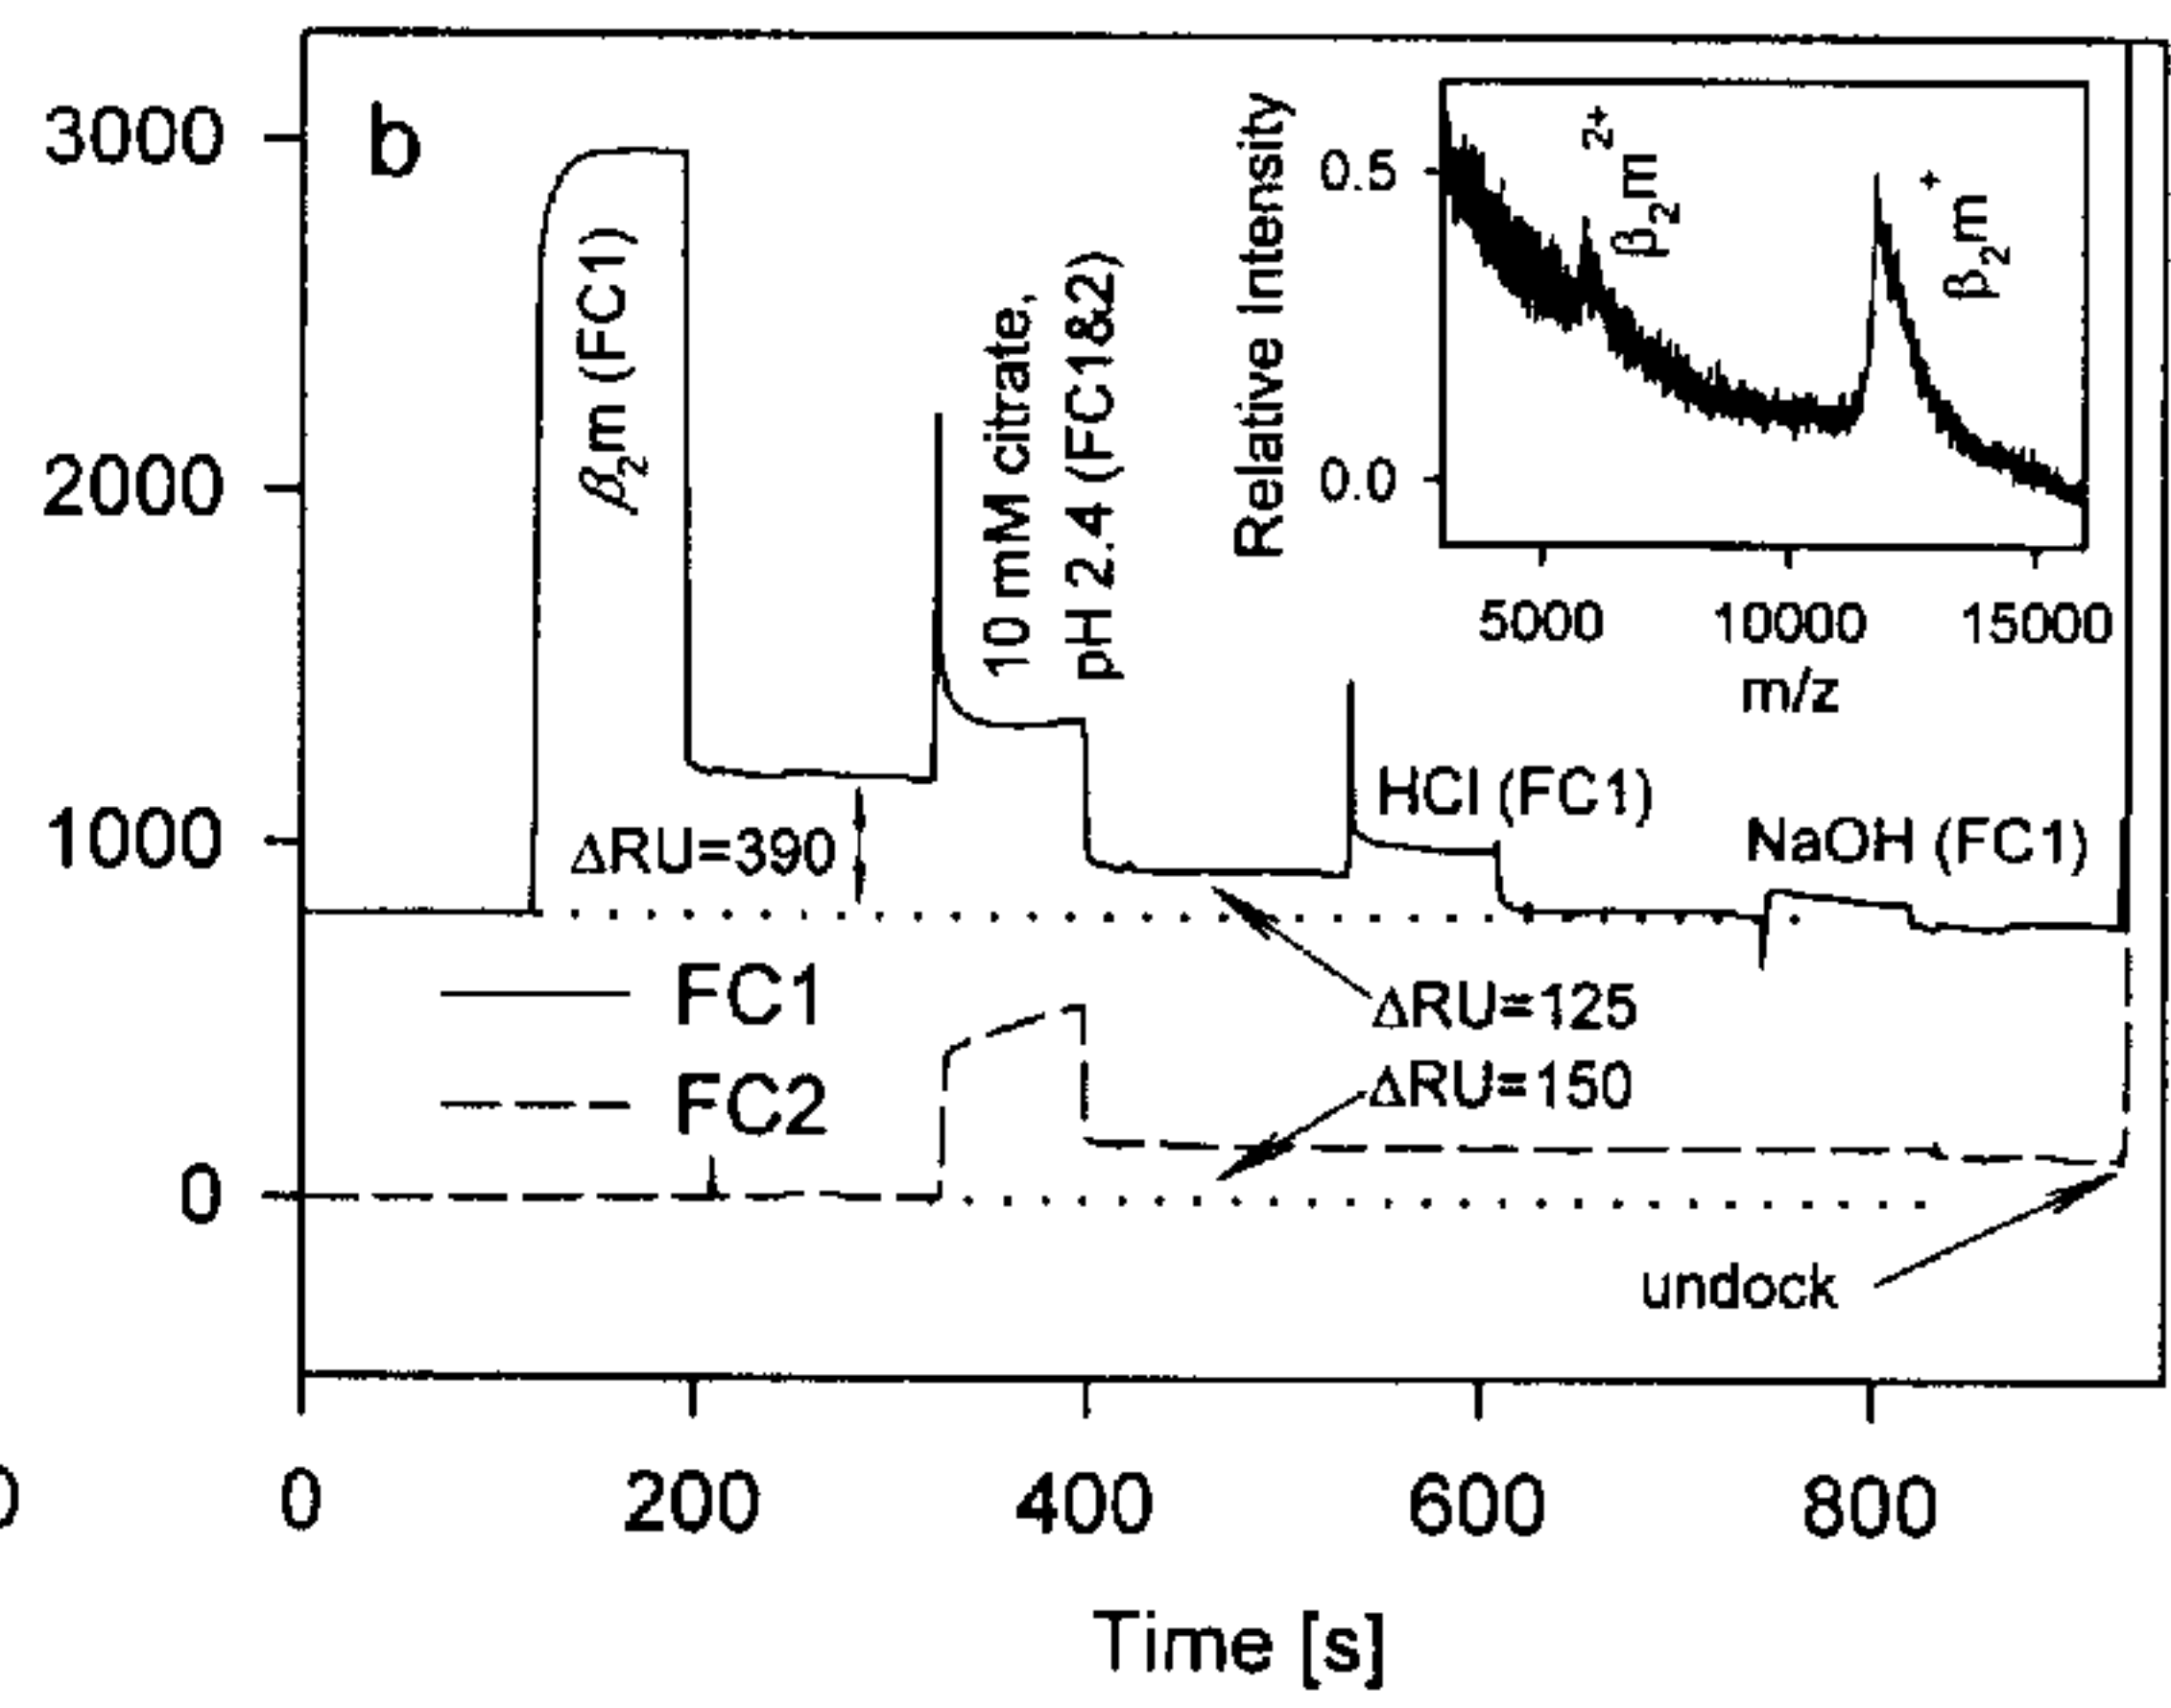 b
3000
2000
1000
0
β₂m (FC1)
10 mM citrate,
pH 2.4 (FC1&2)
Relative Intensity
0.5
0.0
β₂m²⁺
β₂m⁺
5000 10000 15000
m/z
HCl (FC1)
NaOH (FC1)
ΔRU=390
ΔRU=125
ΔRU=150
FC1
FC2
undock
0 200 400 600 800
Time [s]